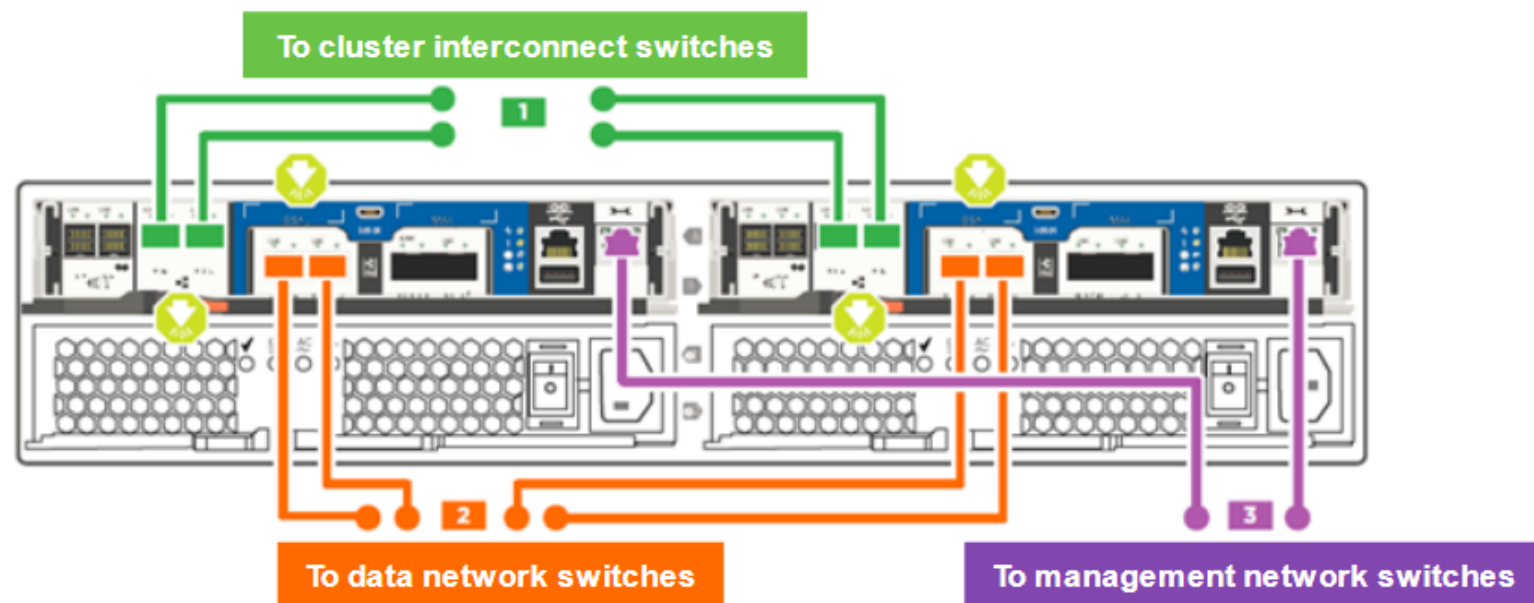 To cluster interconnect switches
1
2
3
To data network switches
To management network switches